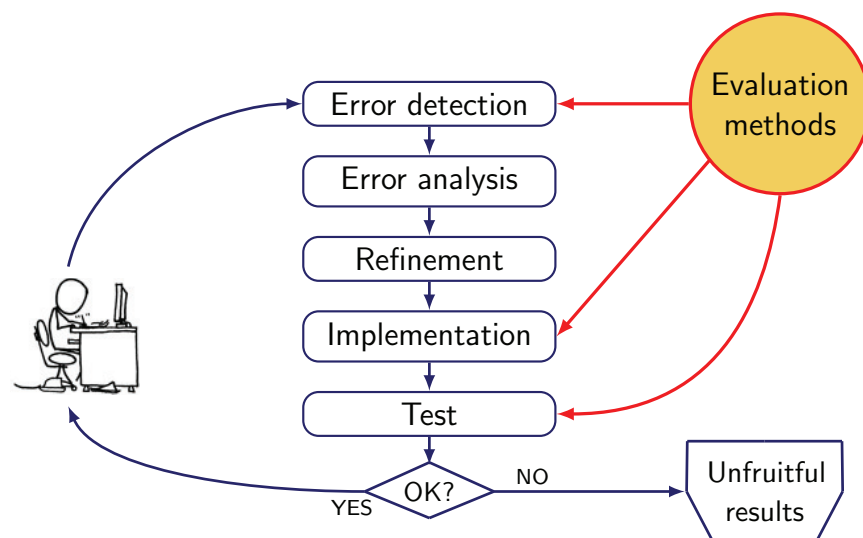 Evaluation
methods
Error detection
Error analysis
Refinement
Implementation
Test
OK?
YES
NO
Unfruitful
results